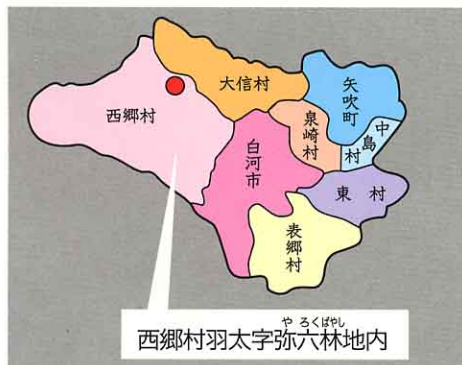 大信村
矢吹町
西郷村
泉崎村
中島村
白河市
東村
表郷村
やろくばやし
西郷村羽太字弥六林地内